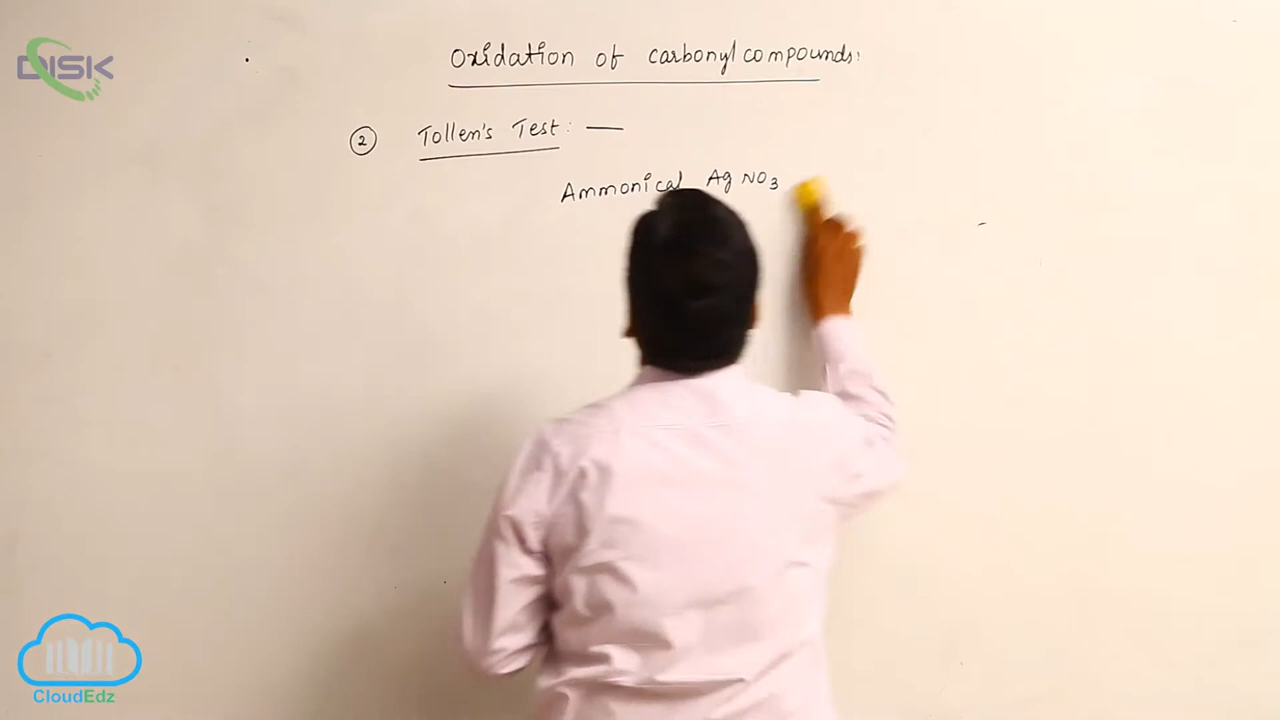 DISK
Oxidation of carbonyl compounds:
② Tollen's Test: —
Ammonical AgNO3
CloudEdz